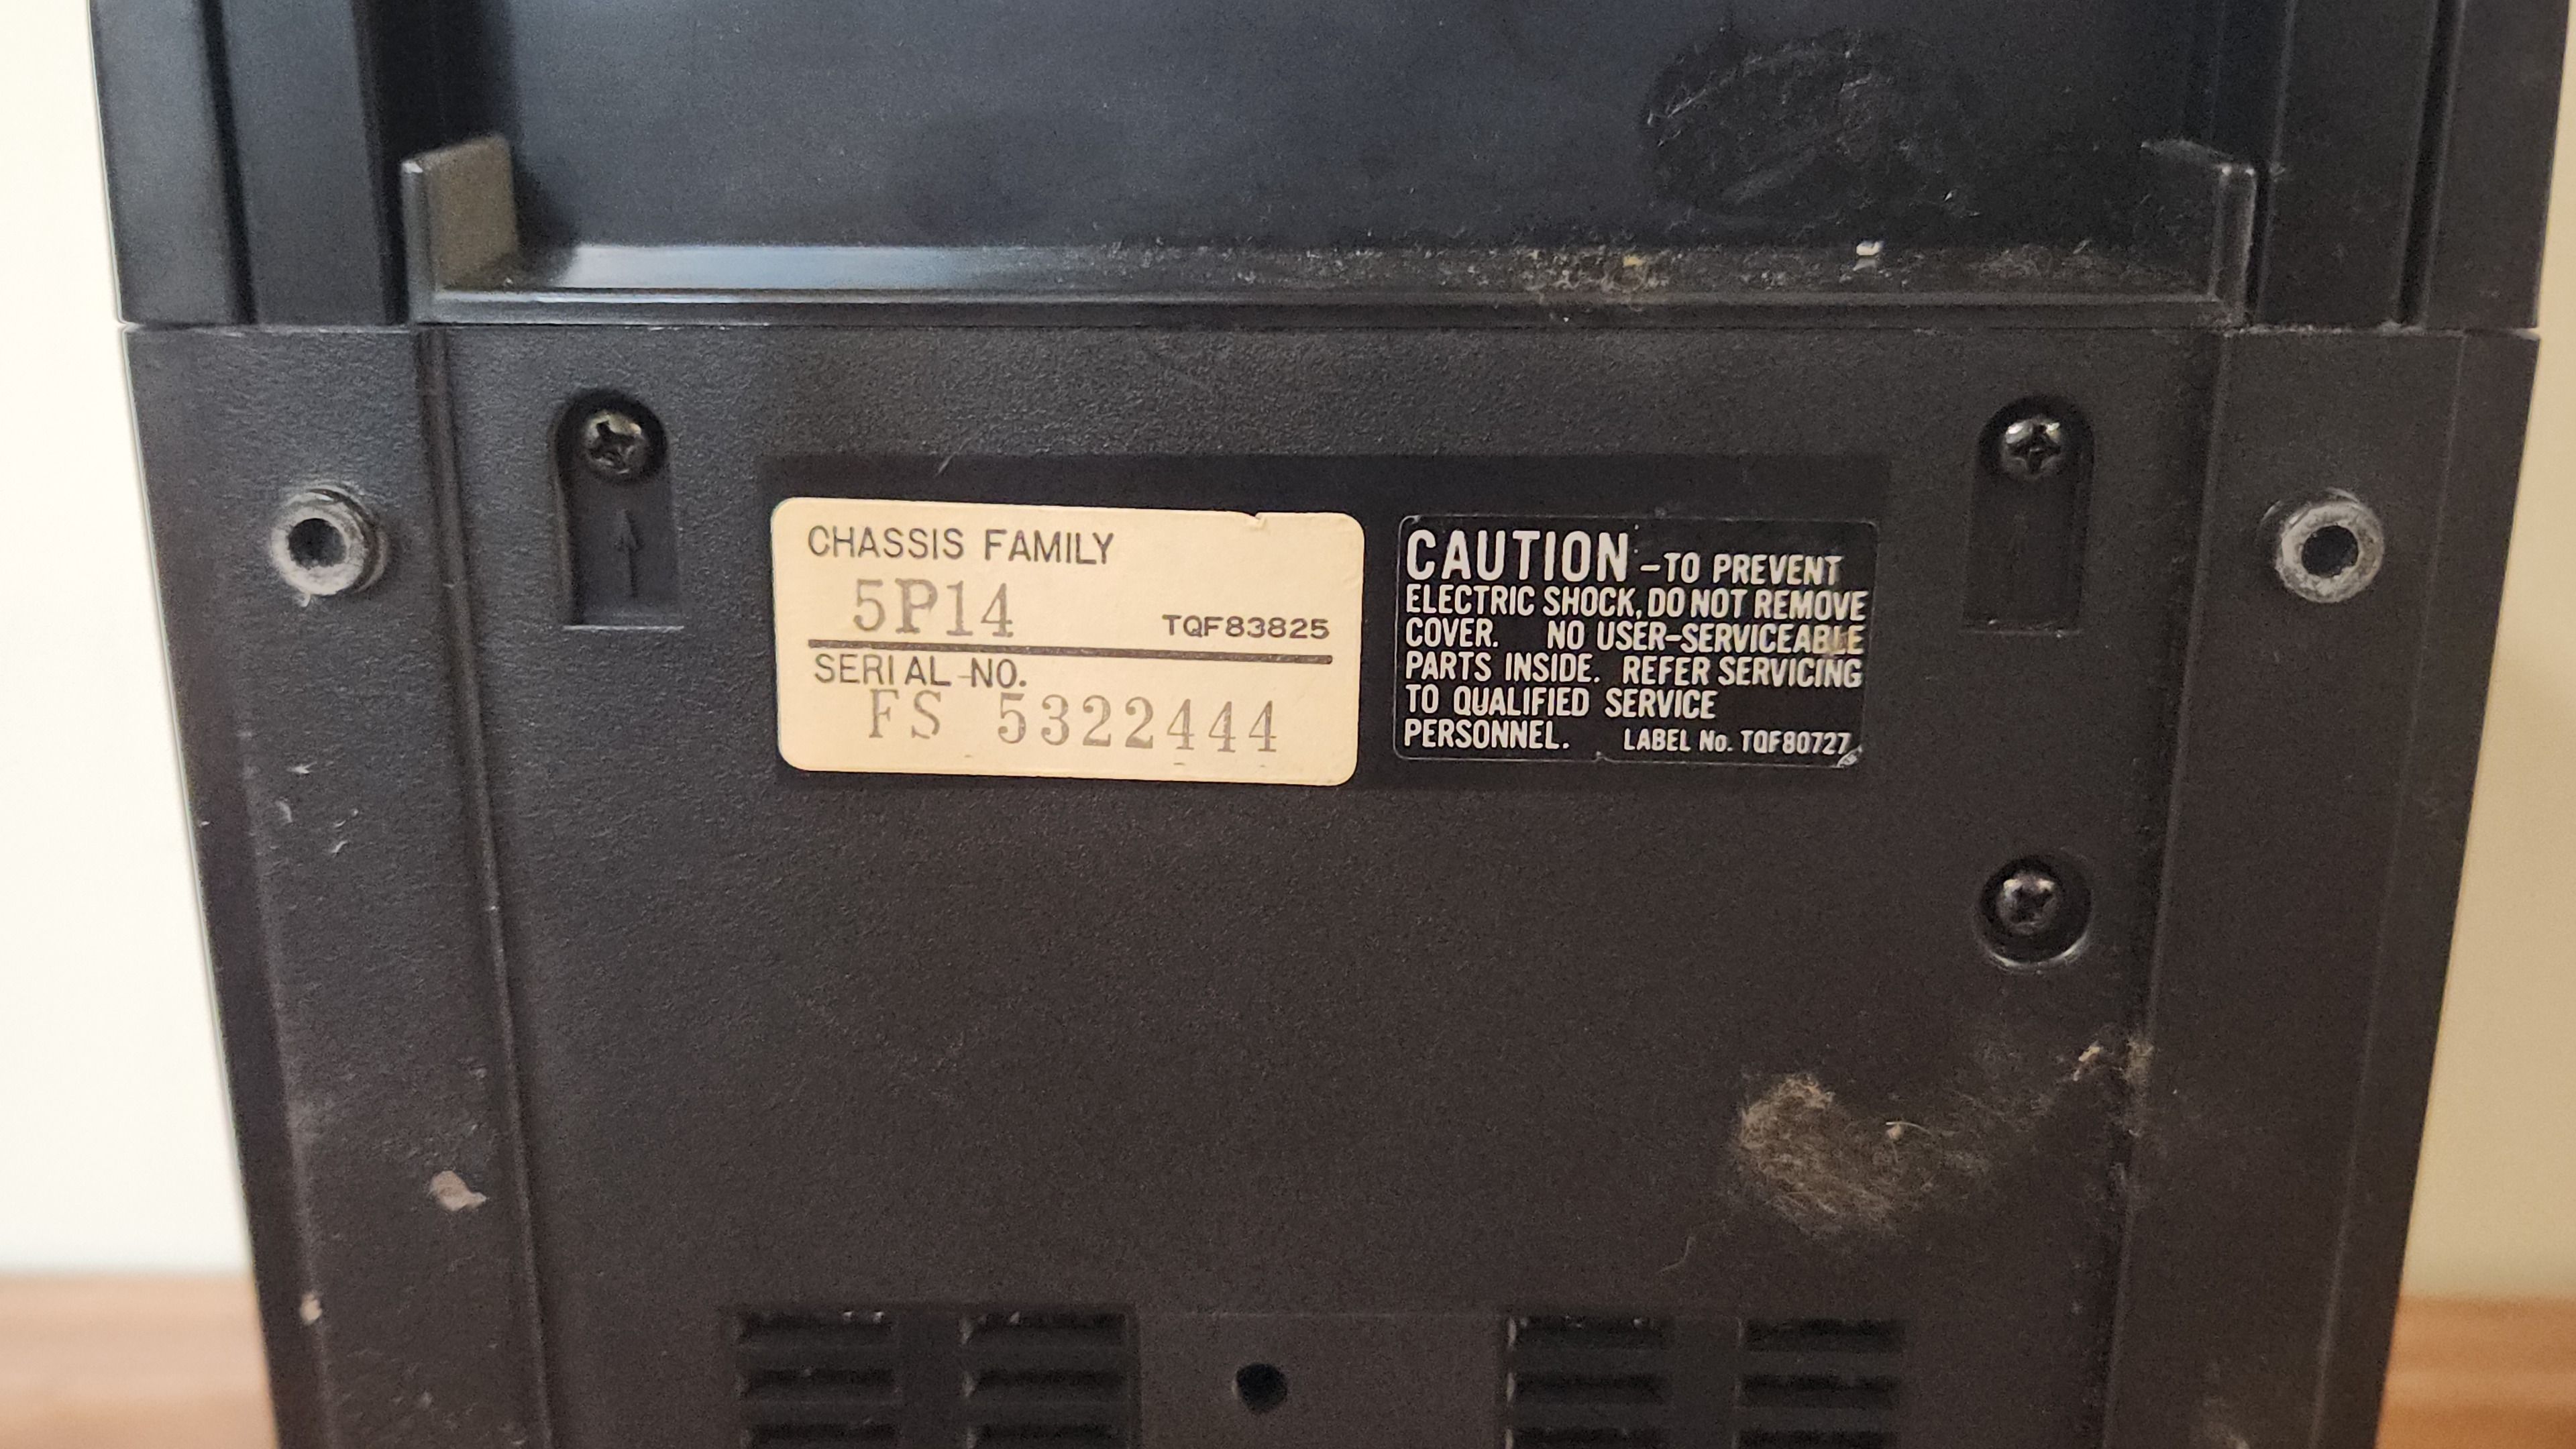 CHASSIS FAMILY
5P14 TQF83825
SERIAL NO.
FS 5322444
CAUTION -TO PREVENT
ELECTRIC SHOCK, DO NOT REMOVE
COVER. NO USER-SERVICEABLE
PARTS INSIDE. REFER SERVICING
TO QUALIFIED SERVICE
PERSONNEL. LABEL No. TQF80727